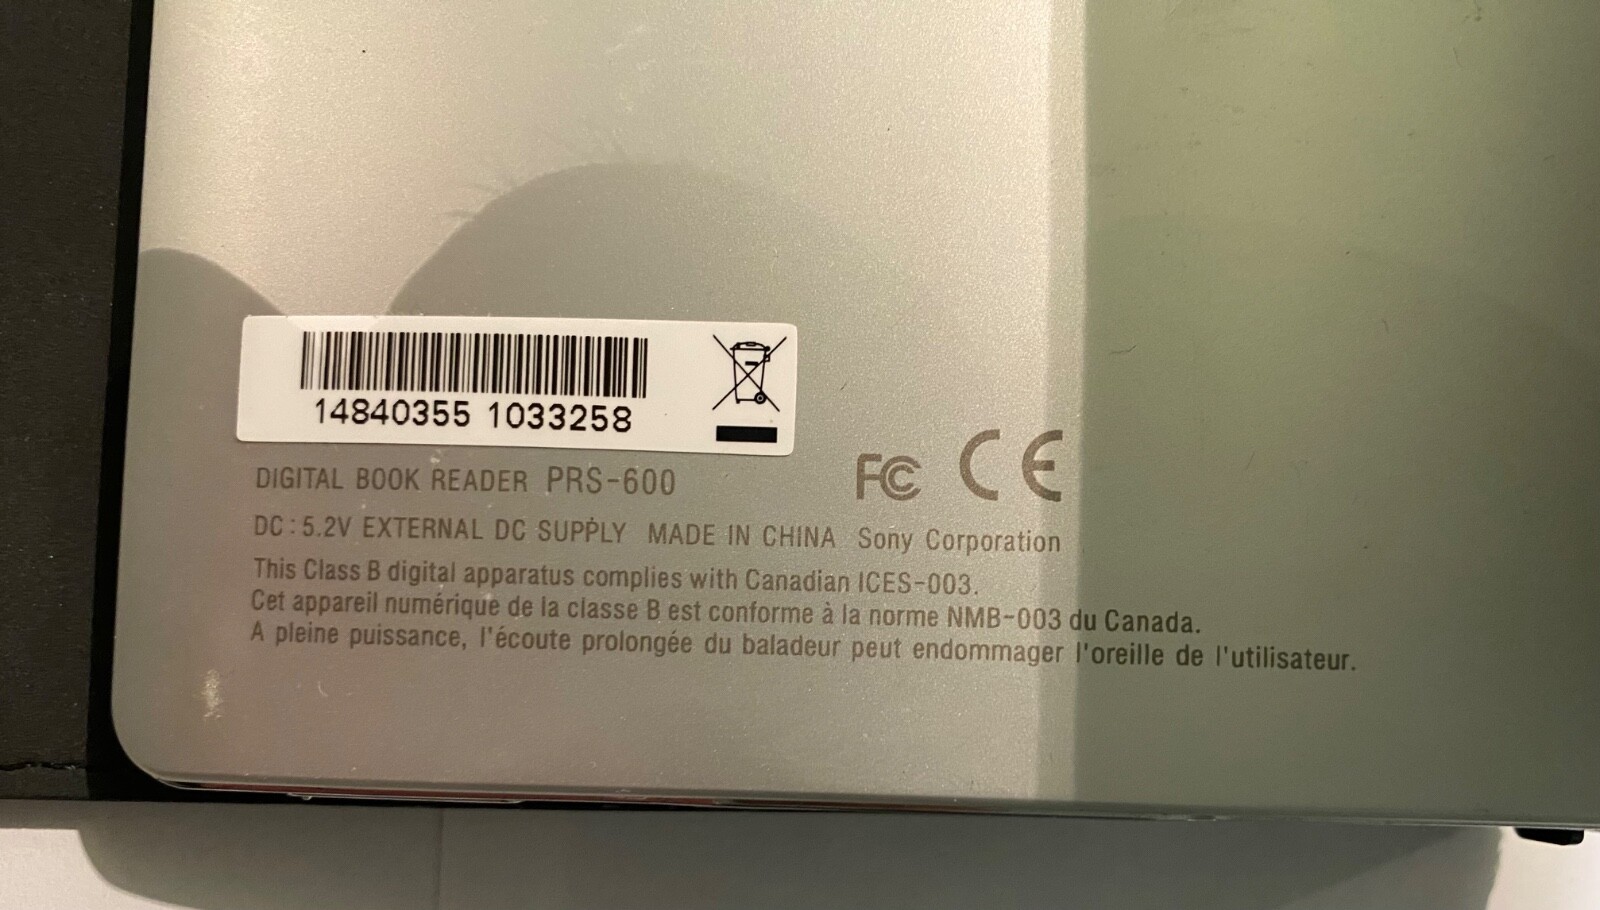 14840355 1033258
DIGITAL BOOK READER PRS-600
FC CE
DC : 5.2V EXTERNAL DC SUPPLY MADE IN CHINA Sony Corporation
This Class B digital apparatus complies with Canadian ICES-003.
Cet appareil numérique de la classe B est conforme à la norme NMB-003 du Canada.
A pleine puissance, l'écoute prolongée du baladeur peut endommager l'oreille de l'utilisateur.